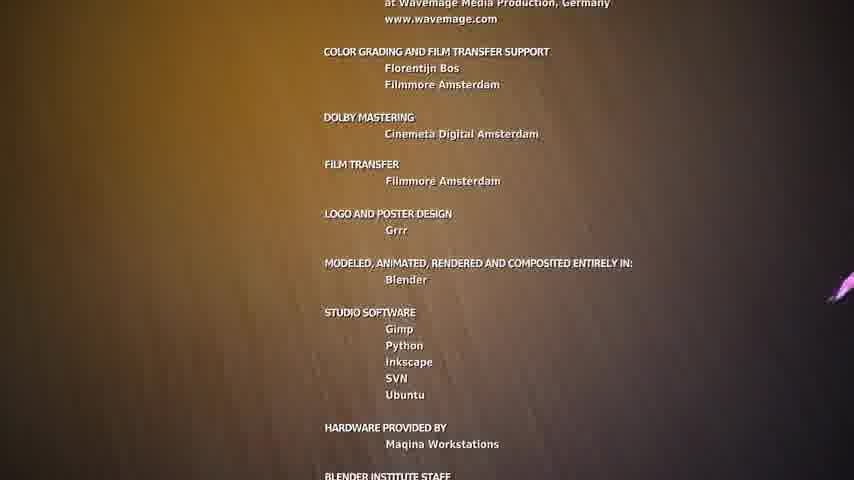 at Wavemage Media Production, Germany
www.wavemage.com
COLOR GRADING AND FILM TRANSFER SUPPORT
Florentijn Bos
Filmmore Amsterdam
DOLBY MASTERING
Cinemeta Digital Amsterdam
FILM TRANSFER
Filmmore Amsterdam
LOGO AND POSTER DESIGN
Grrr
MODELED, ANIMATED, RENDERED AND COMPOSITED ENTIRELY IN:
Blender
STUDIO SOFTWARE
Gimp
Python
Inkscape
SVN
Ubuntu
HARDWARE PROVIDED BY
Maqina Workstations
BLENDER INSTITUTE STAFF